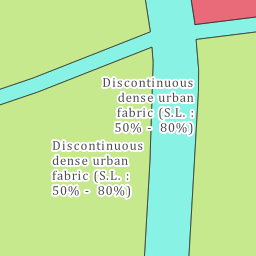 Discontinuous
dense urban
fabric (S.L. :
50% -  80%)
Discontinuous
dense urban
fabric (S.L. :
50% -  80%)